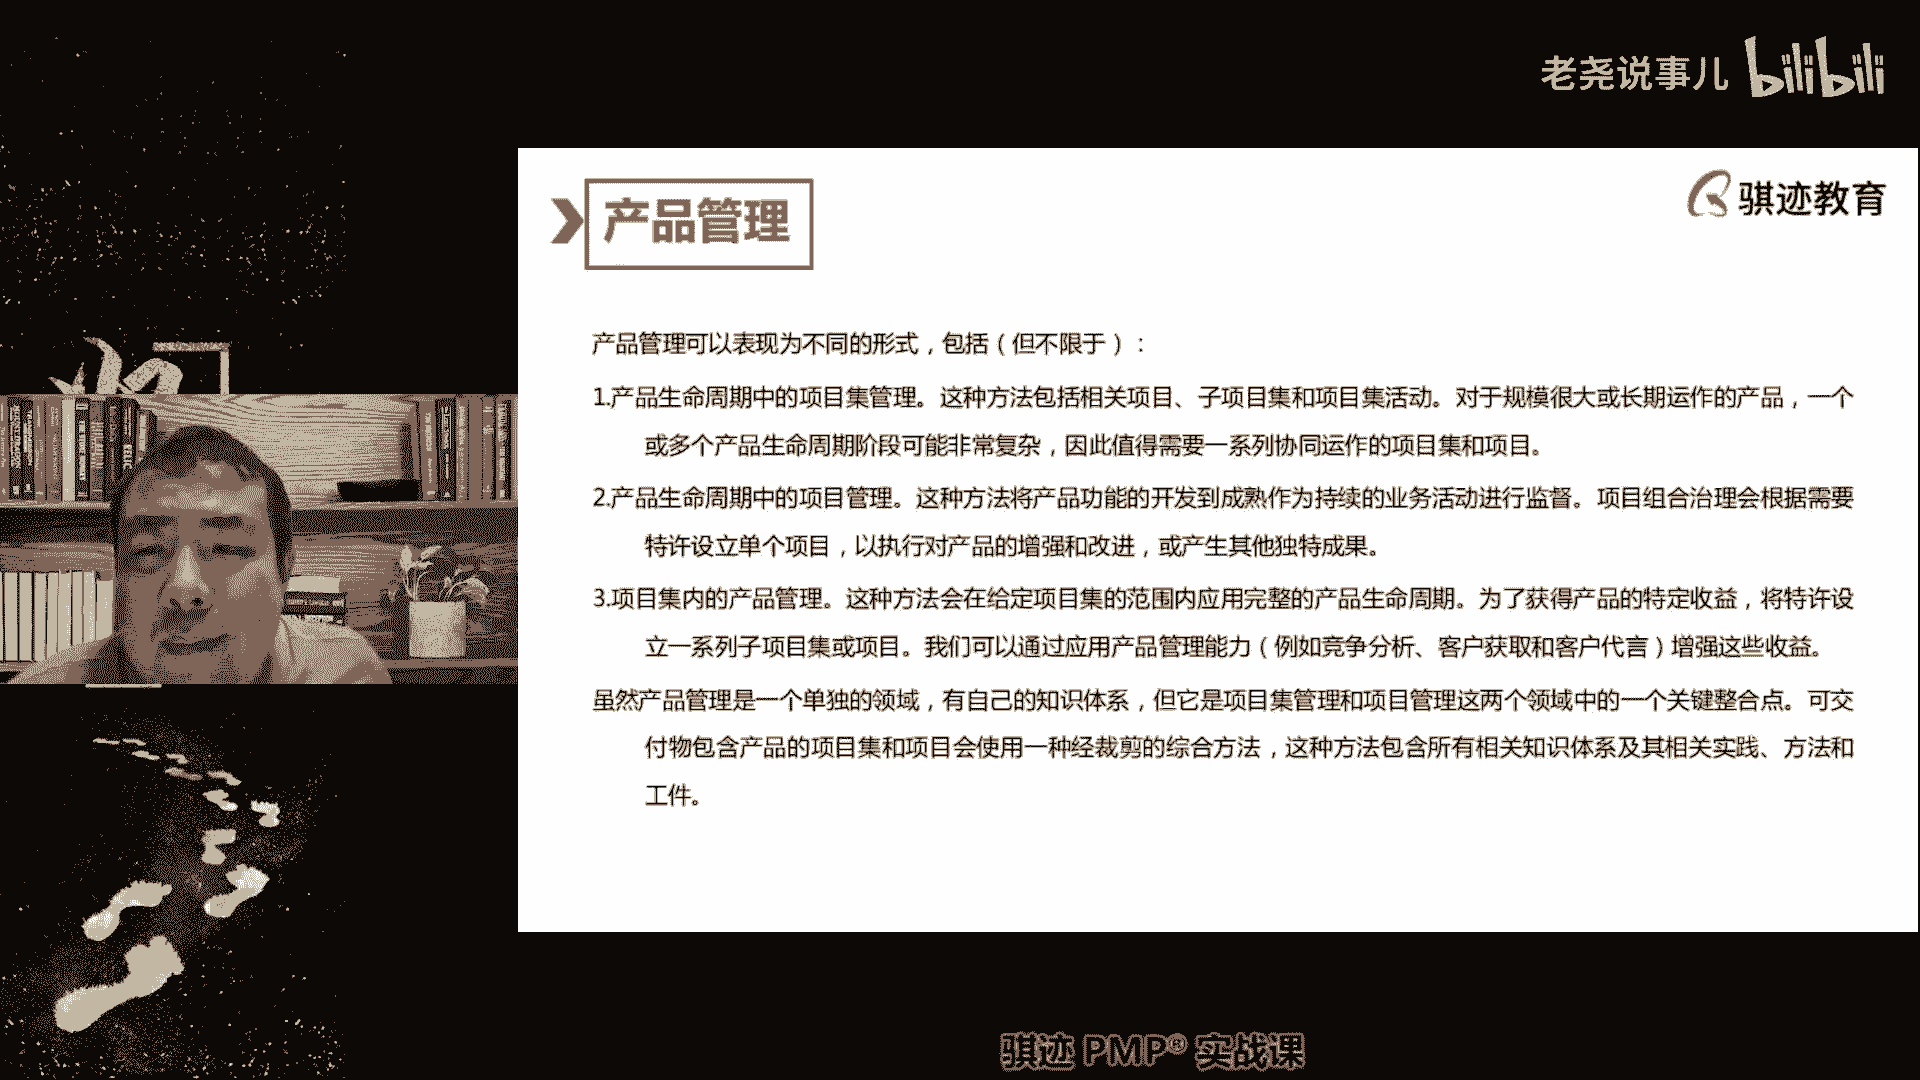 老尧说事儿 bilibili
产品管理
骐迹教育
产品管理可以表现为不同的形式，包括（但不限于）：
1.产品生命周期中的项目集管理。这种方法包括相关项目、子项目集和项目集活动。对于规模很大或长期运作的产品，一个
或多个产品生命周期阶段可能非常复杂，因此值得需要一系列协同运作的项目集和项目。
2.产品生命周期中的项目管理。这种方法将产品功能的开发到成熟作为持续的业务活动进行监督。项目组合治理会根据需要
特许设立单个项目，以执行对产品的增强和改进，或产生其他独特成果。
3.项目集内的产品管理。这种方法会在给定项目集的范围内应用完整的产品生命周期。为了获得产品的特定收益，将特许设
立一系列子项目集或项目。我们可以通过应用产品管理能力（例如竞争分析、客户获取和客户代言）增强这些收益。
虽然产品管理是一个单独的领域，有自己的知识体系，但它是项目集管理和项目管理这两个领域中的一个关键整合点。可交
付物包含产品的项目集和项目会使用一种经裁剪的综合方法，这种方法包含所有相关知识体系及其相关实践、方法和
工件。
骐迹 PMP® 实战课